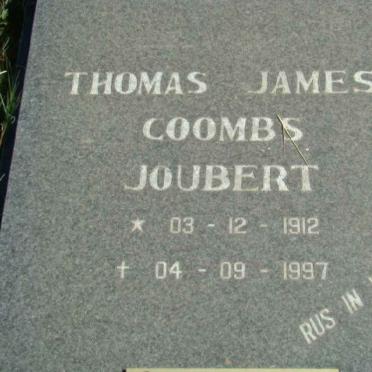 THOMAS JAMES
COOMBS
JOUBERT
★ 03 - 12 - 1912
† 04 - 09 - 1997
RUS IN